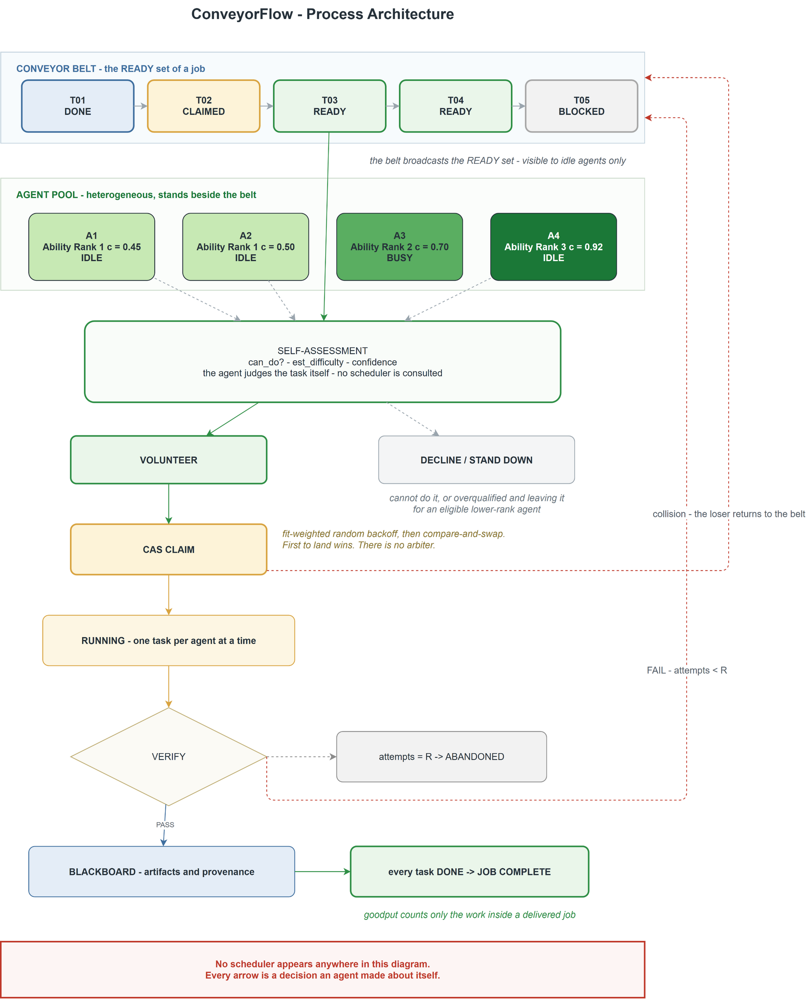 ConveyorFlow - Process Architecture
CONVEYOR BELT - the READY set of a job
T01
DONE
T02
CLAIMED
T03
READY
T04
READY
T05
BLOCKED
the belt broadcasts the READY set - visible to idle agents only
AGENT POOL - heterogeneous, stands beside the belt
A1
Ability Rank 1 c = 0.45
IDLE
A2
Ability Rank 1 c = 0.50
IDLE
A3
Ability Rank 2 c = 0.70
BUSY
A4
Ability Rank 3 c = 0.92
IDLE
SELF-ASSESSMENT
can_do? - est_difficulty - confidence
the agent judges the task itself - no scheduler is consulted
VOLUNTEER
DECLINE / STAND DOWN
cannot do it, or overqualified and leaving it
for an eligible lower-rank agent
collision - the loser returns to the belt
CAS CLAIM
fit-weighted random backoff, then compare-and-swap.
First to land wins. There is no arbiter.
RUNNING - one task per agent at a time
FAIL - attempts < R
VERIFY
attempts = R -> ABANDONED
PASS
BLACKBOARD - artifacts and provenance
every task DONE -> JOB COMPLETE
goodput counts only the work inside a delivered job
No scheduler appears anywhere in this diagram.
Every arrow is a decision an agent made about itself.